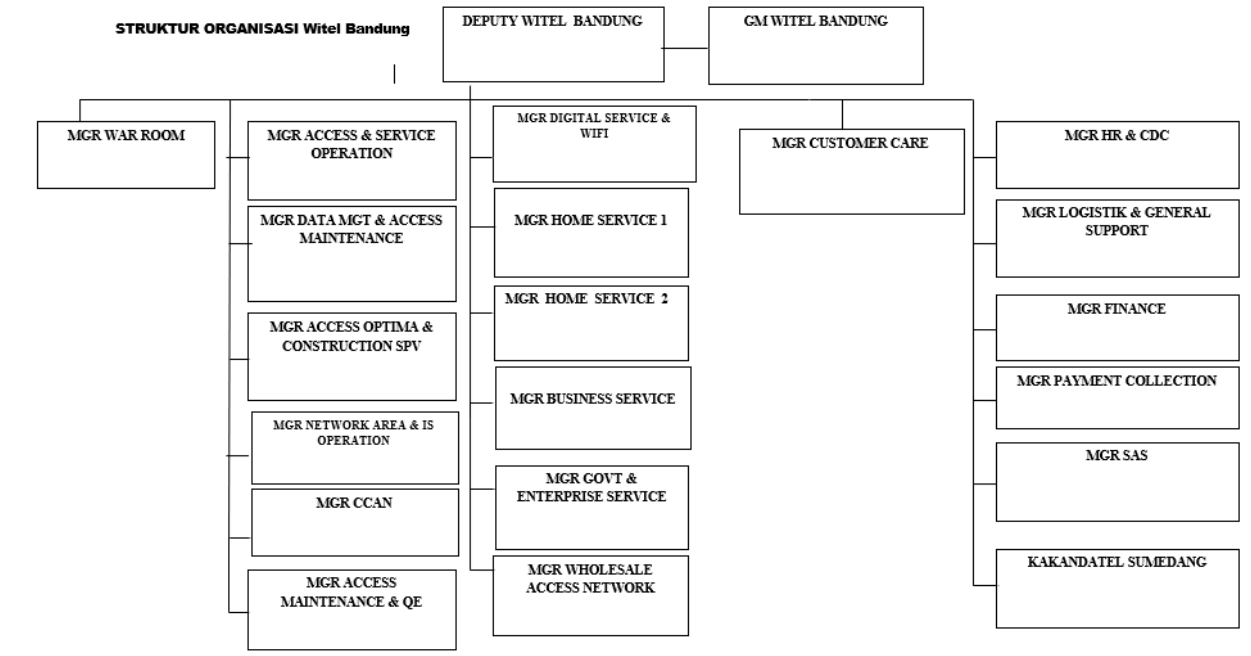 STRUKTUR ORGANISASI Witel Bandung
DEPUTY WITEL BANDUNG
GM WITEL BANDUNG
MGR WAR ROOM
MGR ACCESS & SERVICE
OPERATION
MGR DATA MGT & ACCESS
MAINTENANCE
MGR ACCESS OPTIMA &
CONSTRUCTION SPV
MGR NETWORK AREA & IS
OPERATION
MGR CCAN
MGR ACCESS
MAINTENANCE & QE
MGR DIGITAL SERVICE &
WIFI
MGR HOME SERVICE 1
MGR HOME SERVICE 2
MGR BUSINESS SERVICE
MGR GOVT &
ENTERPRISE SERVICE
MGR WHOLESALE
ACCESS NETWORK
MGR CUSTOMER CARE
MGR HR & CDC
MGR LOGISTIK & GENERAL
SUPPORT
MGR FINANCE
MGR PAYMENT COLLECTION
MGR SAS
KAKANDATEL SUMEDANG